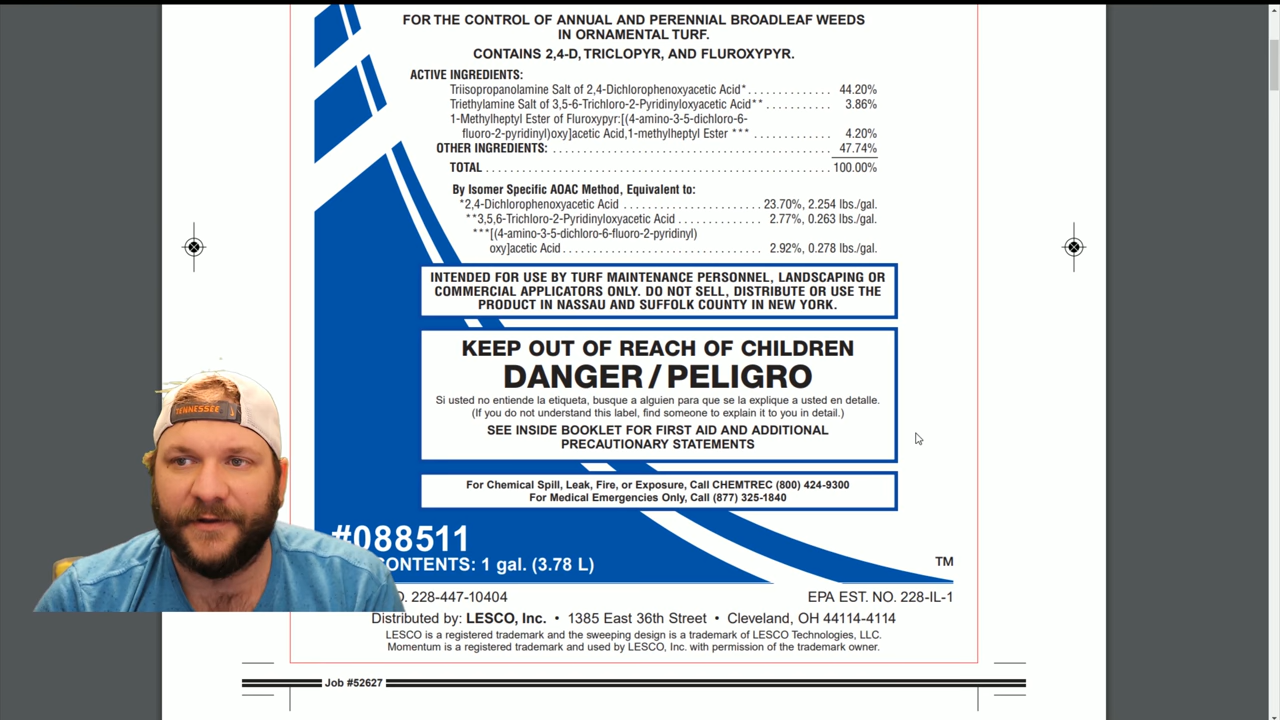 FOR THE CONTROL OF ANNUAL AND PERENNIAL BROADLEAF WEEDS
IN ORNAMENTAL TURF.
CONTAINS 2,4-D, TRICLOPYR, AND FLUROXYPYR.
ACTIVE INGREDIENTS:
Triisopropanolamine Salt of 2,4-Dichlorophenoxyacetic Acid* . . . . . . . . . . . . . 44.20%
Triethylamine Salt of 3,5-6-Trichloro-2-Pyridinyloxyacetic Acid** . . . . . . . . . . . 3.86%
1-Methylheptyl Ester of Fluroxypyr:[(4-amino-3-5-dichloro-6-
fluoro-2-pyridinyl)oxy]acetic Acid,1-methylheptyl Ester *** . . . . . . . . . . . . 4.20%
OTHER INGREDIENTS: . . . . . . . . . . . . . . . . . . . . . . . . . . . . . . . . . . . . . . . . . . . . 47.74%
TOTAL . . . . . . . . . . . . . . . . . . . . . . . . . . . . . . . . . . . . . . . . . . . . . . . . . . . . . . . 100.00%
By Isomer Specific AOAC Method, Equivalent to:
*2,4-Dichlorophenoxyacetic Acid . . . . . . . . . . . . . . . . . . . . . . 23.70%, 2.254 lbs./gal.
**3,5,6-Trichloro-2-Pyridinyloxyacetic Acid . . . . . . . . . . . . . . 2.77%, 0.263 lbs./gal.
***[(4-amino-3-5-dichloro-6-fluoro-2-pyridinyl)
oxy]acetic Acid . . . . . . . . . . . . . . . . . . . . . . . . . . . . . . . . . . . 2.92%, 0.278 lbs./gal.
INTENDED FOR USE BY TURF MAINTENANCE PERSONNEL, LANDSCAPING OR
COMMERCIAL APPLICATORS ONLY. DO NOT SELL, DISTRIBUTE OR USE THE
PRODUCT IN NASSAU AND SUFFOLK COUNTY IN NEW YORK.
KEEP OUT OF REACH OF CHILDREN
DANGER / PELIGRO
Si usted no entiende la etiqueta, busque a alguien para que se la explique a usted en detalle.
(If you do not understand this label, find someone to explain it to you in detail.)
SEE INSIDE BOOKLET FOR FIRST AID AND ADDITIONAL
PRECAUTIONARY STATEMENTS
For Chemical Spill, Leak, Fire, or Exposure, Call CHEMTREC (800) 424-9300
For Medical Emergencies Only, Call (877) 325-1840
TENNESSEE
#088511
CONTENTS: 1 gal. (3.78 L)
TM
228-447-10404 EPA EST. NO. 228-IL-1
Distributed by: LESCO, Inc. • 1385 East 36th Street • Cleveland, OH 44114-4114
LESCO is a registered trademark and the sweeping design is a trademark of LESCO Technologies, LLC.
Momentum is a registered trademark and used by LESCO, Inc. with permission of the trademark owner.
Job #52627